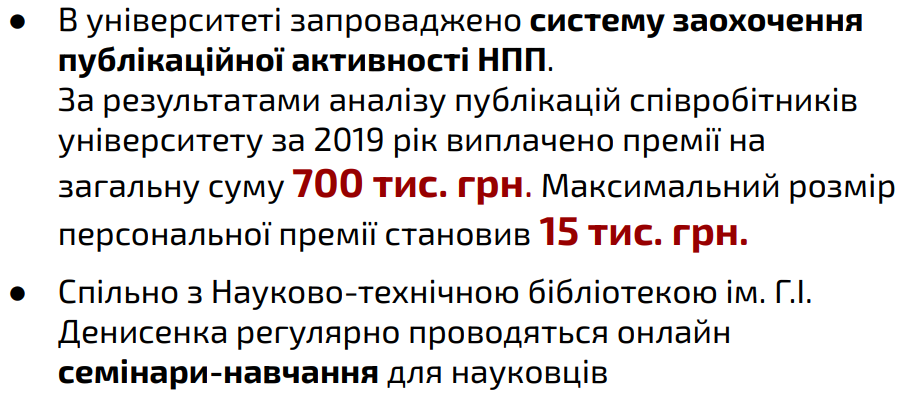 ● В університеті запроваджено систему заохочення
публікаційної активності НПП.
За результатами аналізу публікацій співробітників
університету за 2019 рік виплачено премії на
загальну суму 700 тис. грн. Максимальний розмір
персональної премії становив 15 тис. грн.
● Спільно з Науково-технічною бібліотекою ім. Г.І.
Денисенка регулярно проводяться онлайн
семінари-навчання для науковців